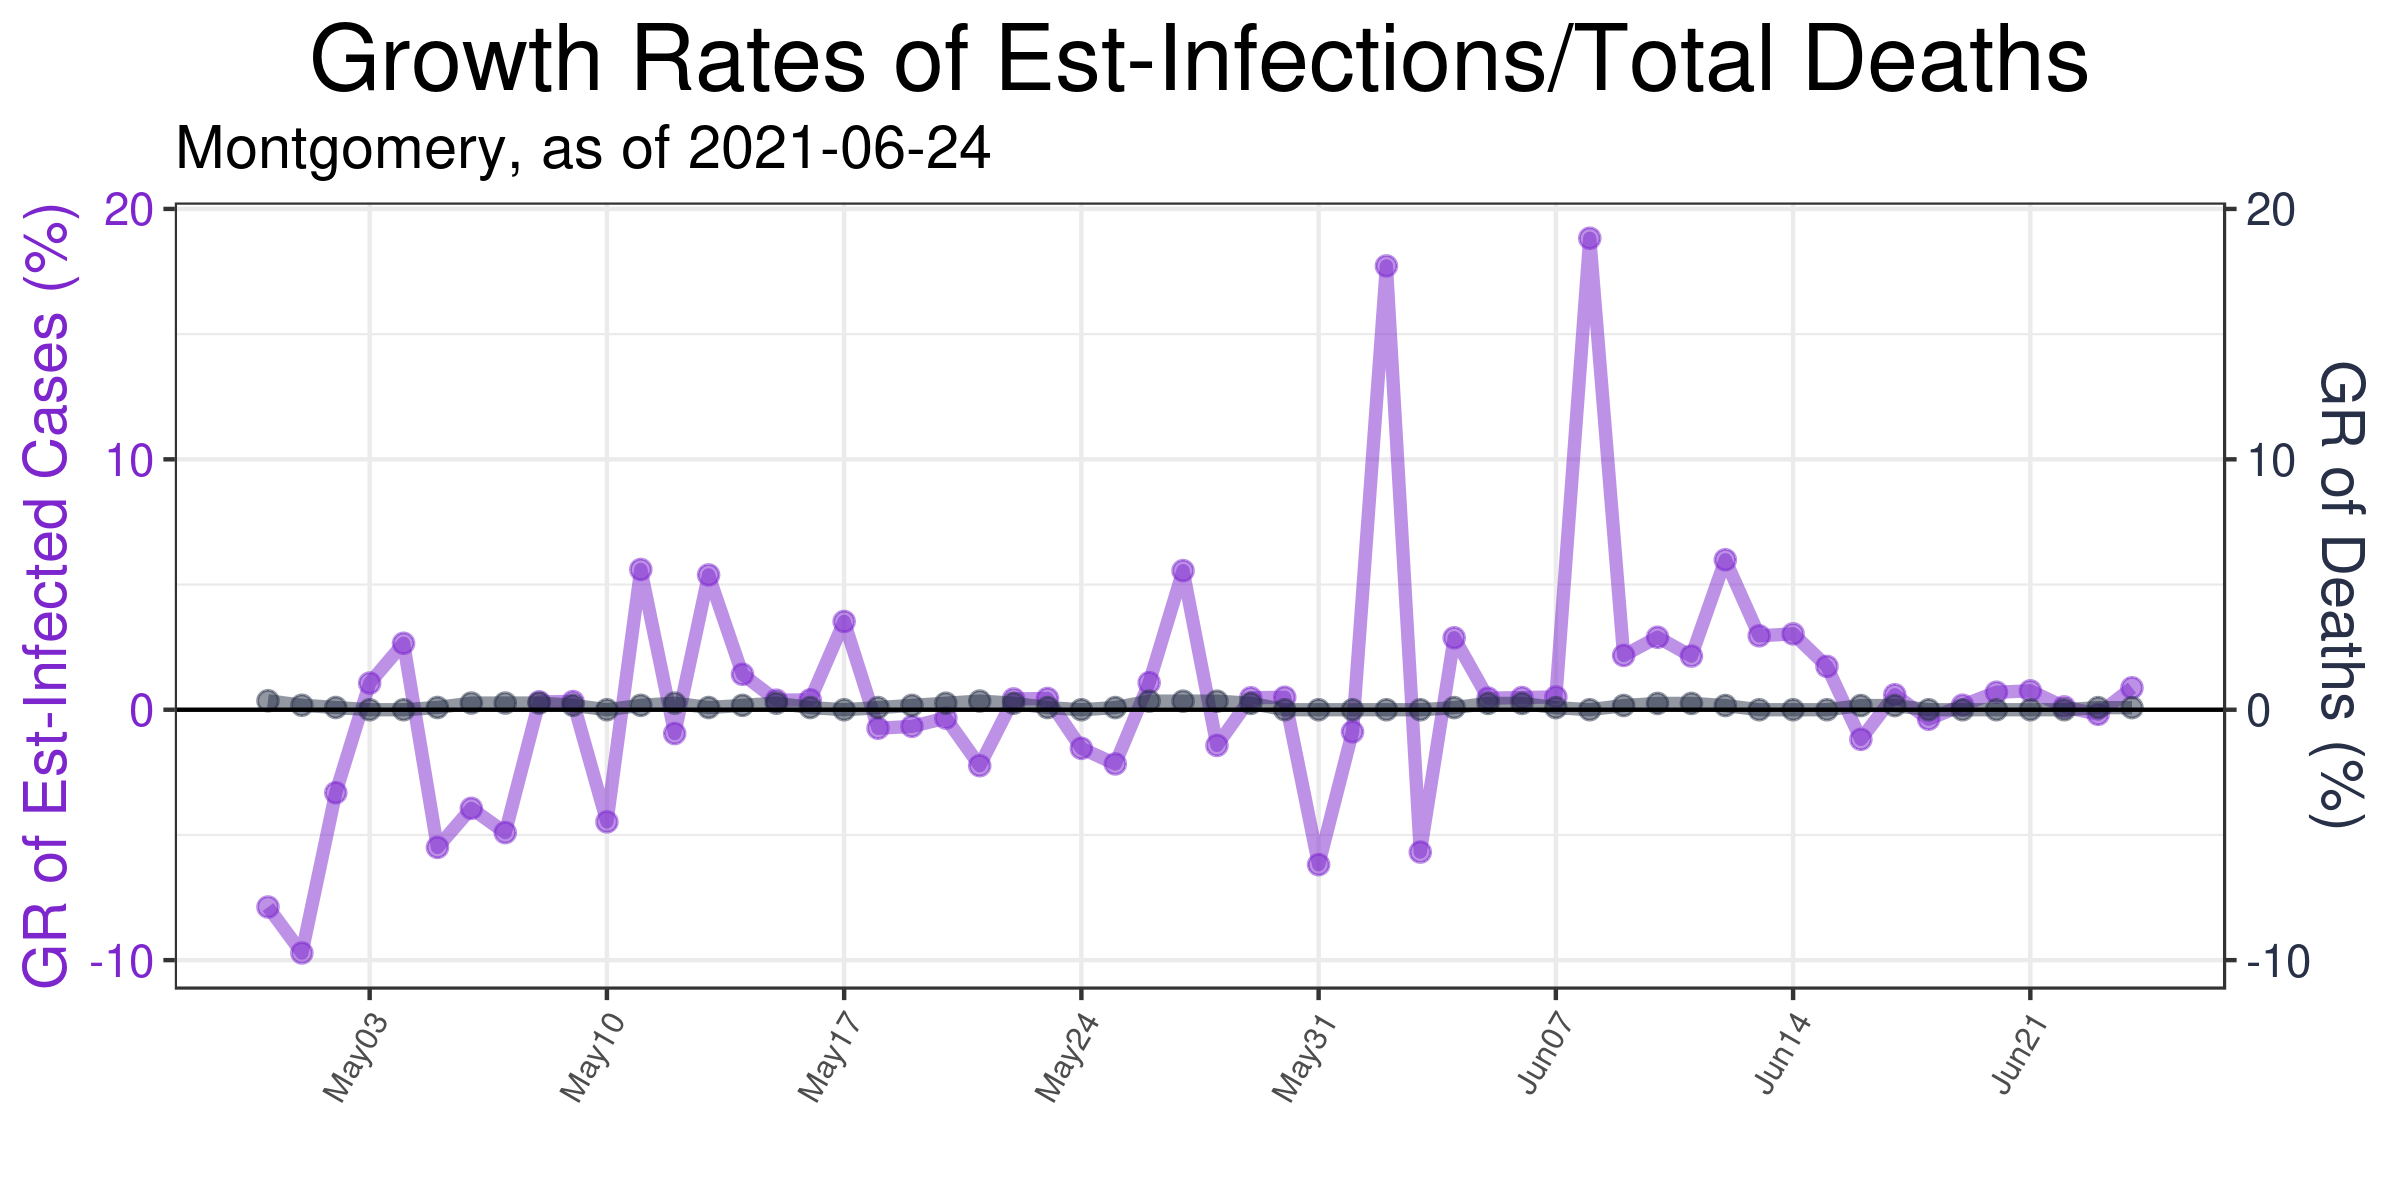 Growth Rates of Est-Infections/Total Deaths
Montgomery, as of 2021-06-24
GR of Est-Infected Cases (%)
20
10
0
-10
20
10
0
-10
GR of Deaths (%)
May03
May10
May17
May24
May31
Jun07
Jun14
Jun21